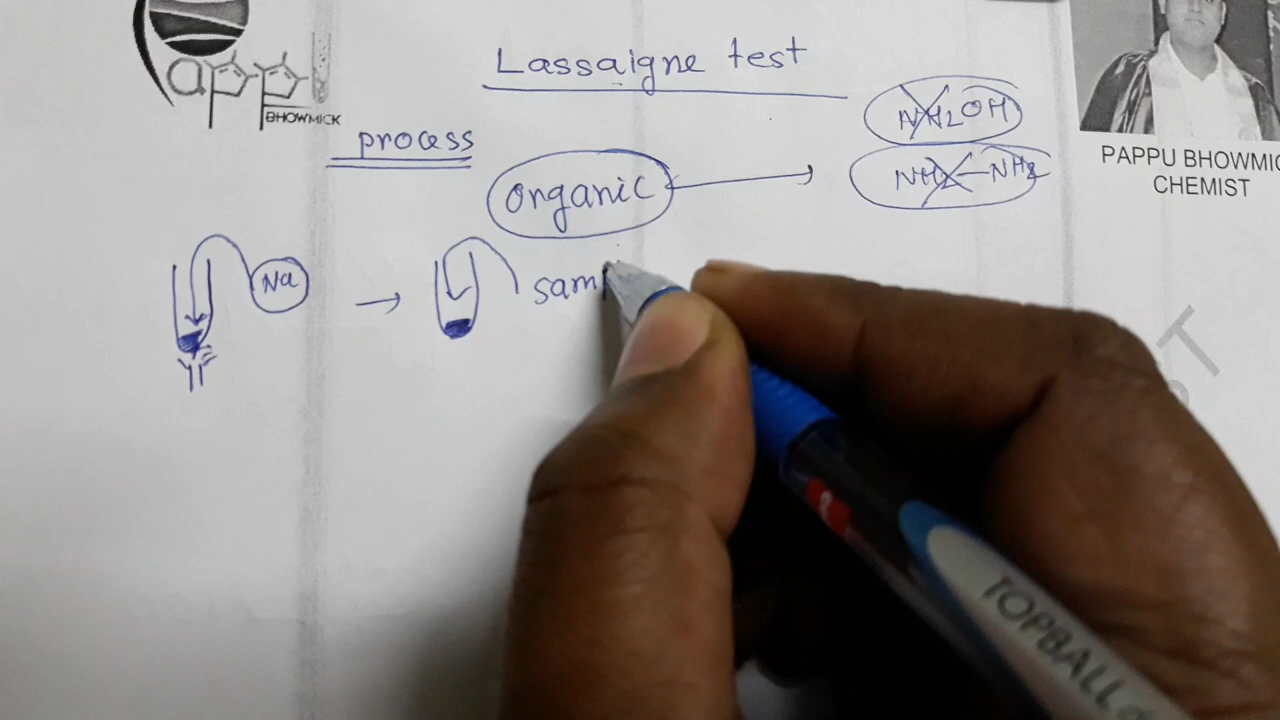 Lassaigne test
BHOWMICK
process
NH2OH
organic
NH2-NH2
PAPPU BHOWMIC
CHEMIST
Na
sam
TOPBALL